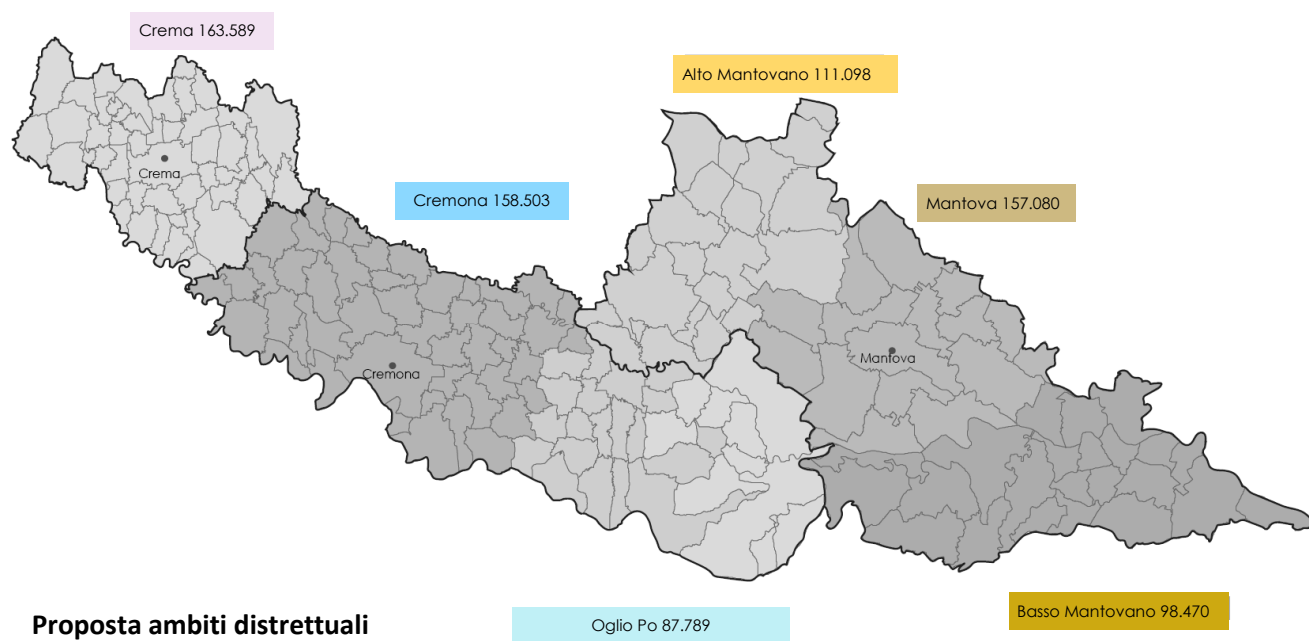 Crema 163.589
Alto Mantovano 111.098
Crema
Cremona 158.503
Mantova 157.080
Mantova
Cremona
Basso Mantovano 98.470
Oglio Po 87.789
Proposta ambiti distrettuali